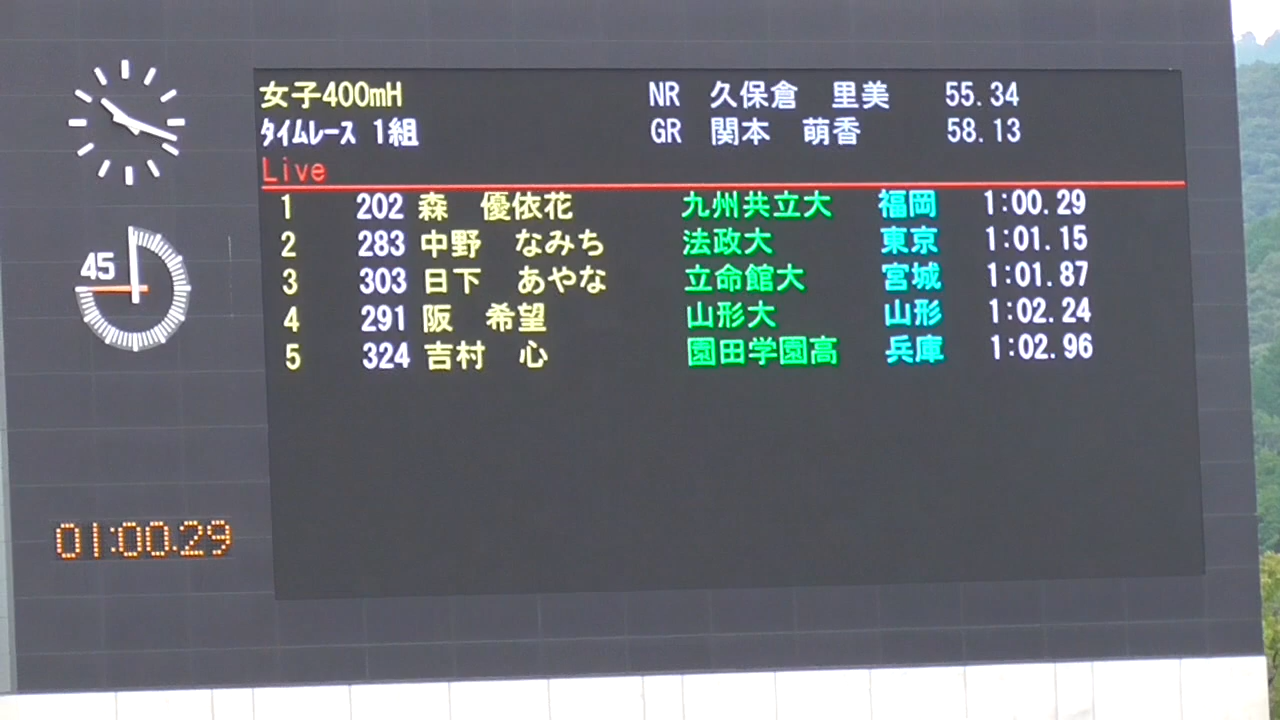 女子400mH NR 久保倉 里美 55.34
ﾀｲﾑﾚｰｽ 1組 GR 関本 萌香 58.13
Live
1 202 森 優依花 九州共立大 福岡 1:00.29
2 283 中野 なみち 法政大 東京 1:01.15
3 303 日下 あやな 立命館大 宮城 1:01.87
4 291 阪 希望 山形大 山形 1:02.24
5 324 吉村 心 園田学園高 兵庫 1:02.96
45
01:00.29